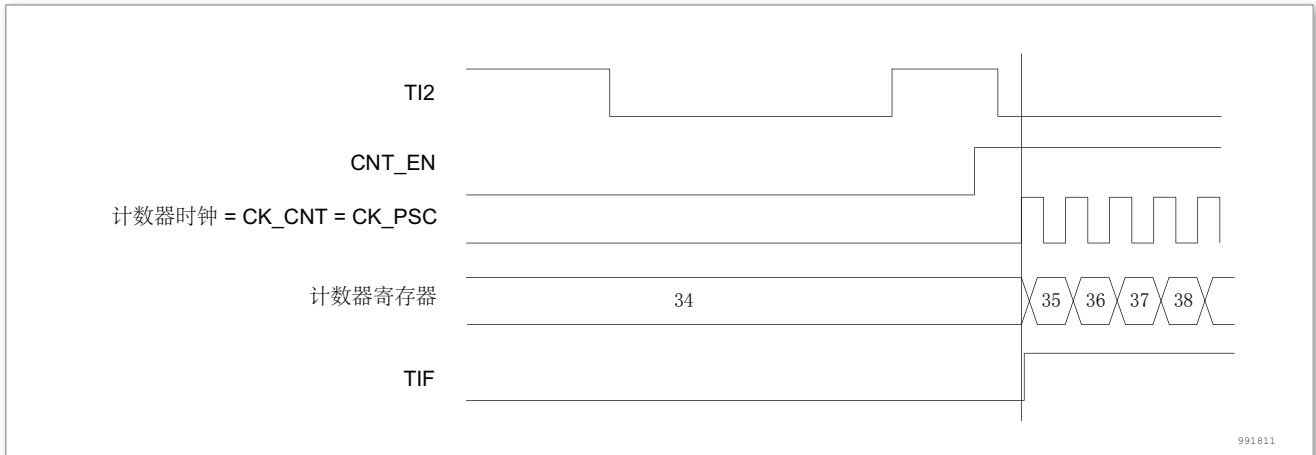 TI2
CNT_EN
计数器时钟 = CK_CNT = CK_PSC
计数器寄存器 34 35 36 37 38
TIF
991811